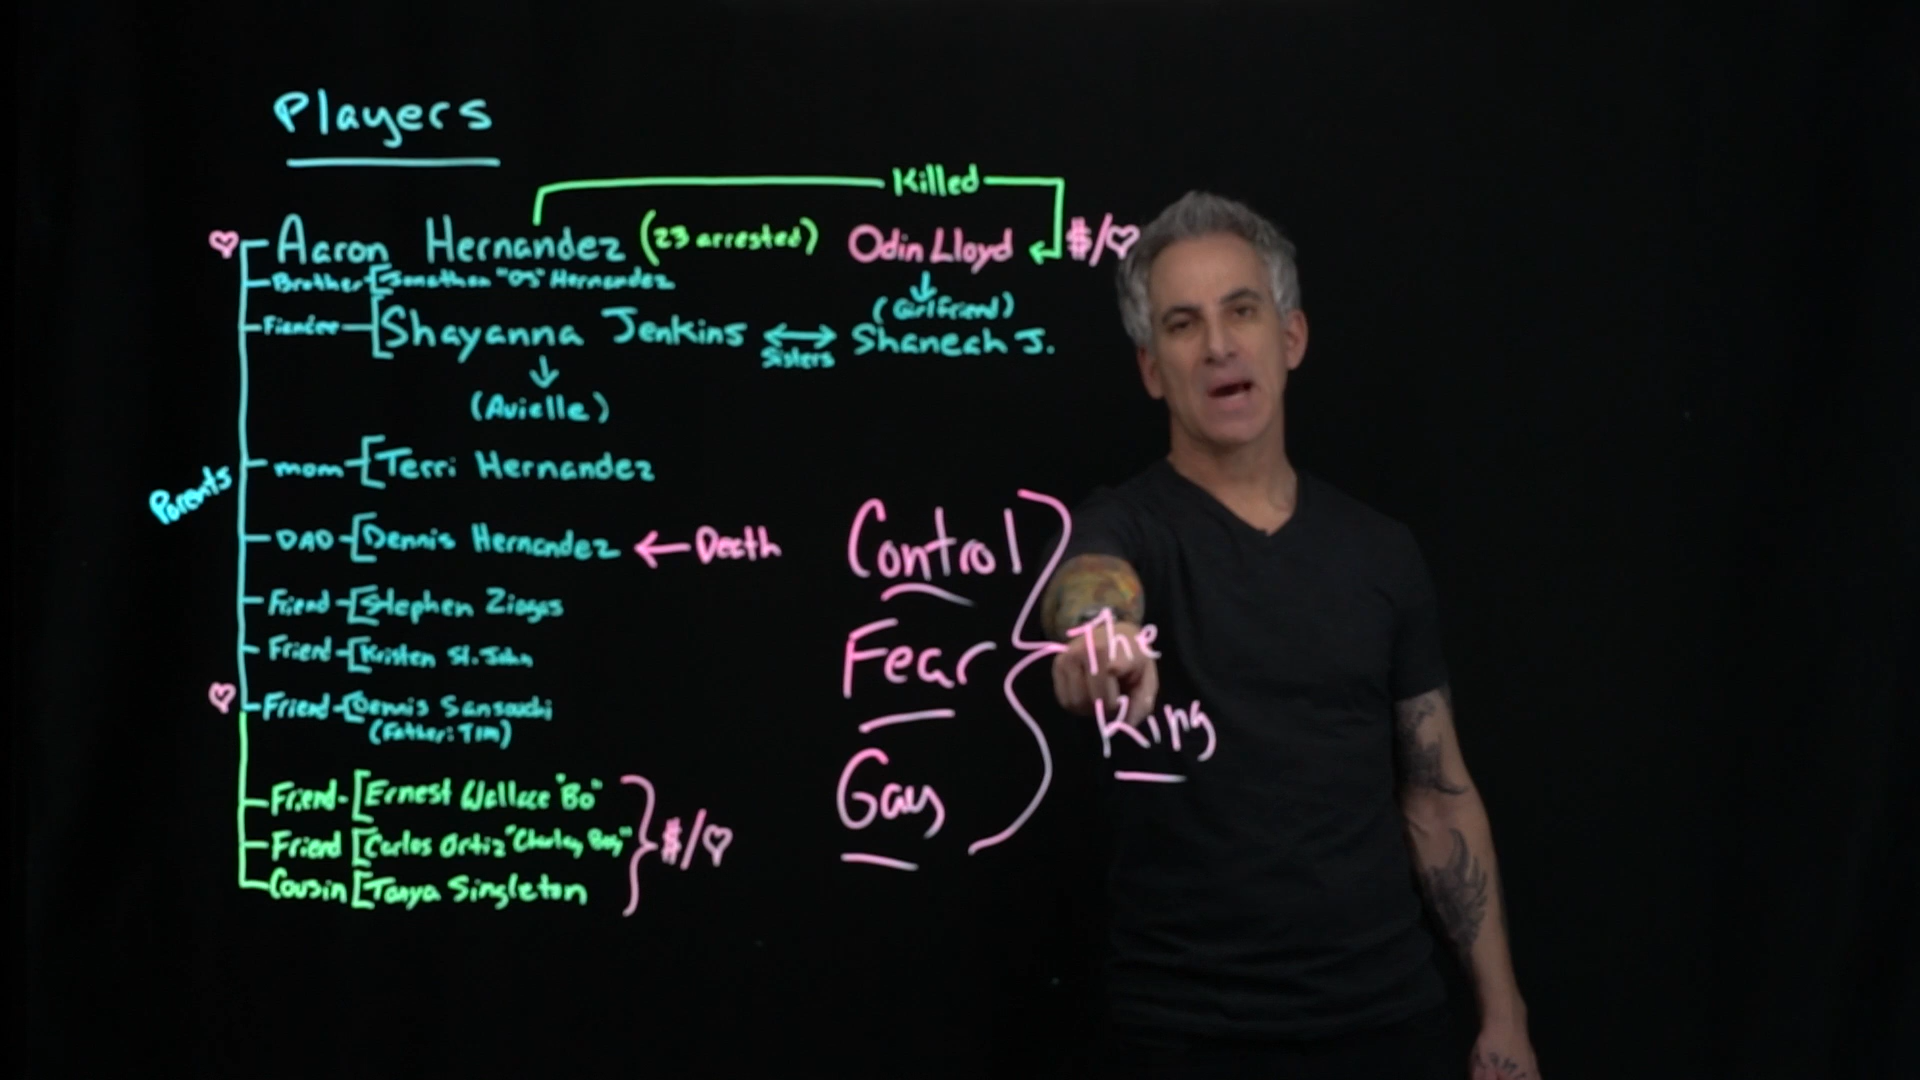 Players
Killed
Aaron Hernandez (23 arrested) Odin Lloyd $/♡
Brother [Jonathan "DJ" Hernandez
(Girlfriend)
Fiancee [Shayanna Jenkins ↔ Shaneah J.
Sisters
(Avielle)
mom [Terri Hernandez
Parents
DAD [Dennis Hernandez ← Death
Friend [Stephen Ziogas
Friend [Kristen St. John
Friend [Dennis Sansouci
(Father: Tim)
Friend [Ernest Wallace "Bo"
Friend [Carlos Ortiz "Charley Boy"
Cousin [Tanya Singleton
$/♡
Control
Fear
Gay
The
King